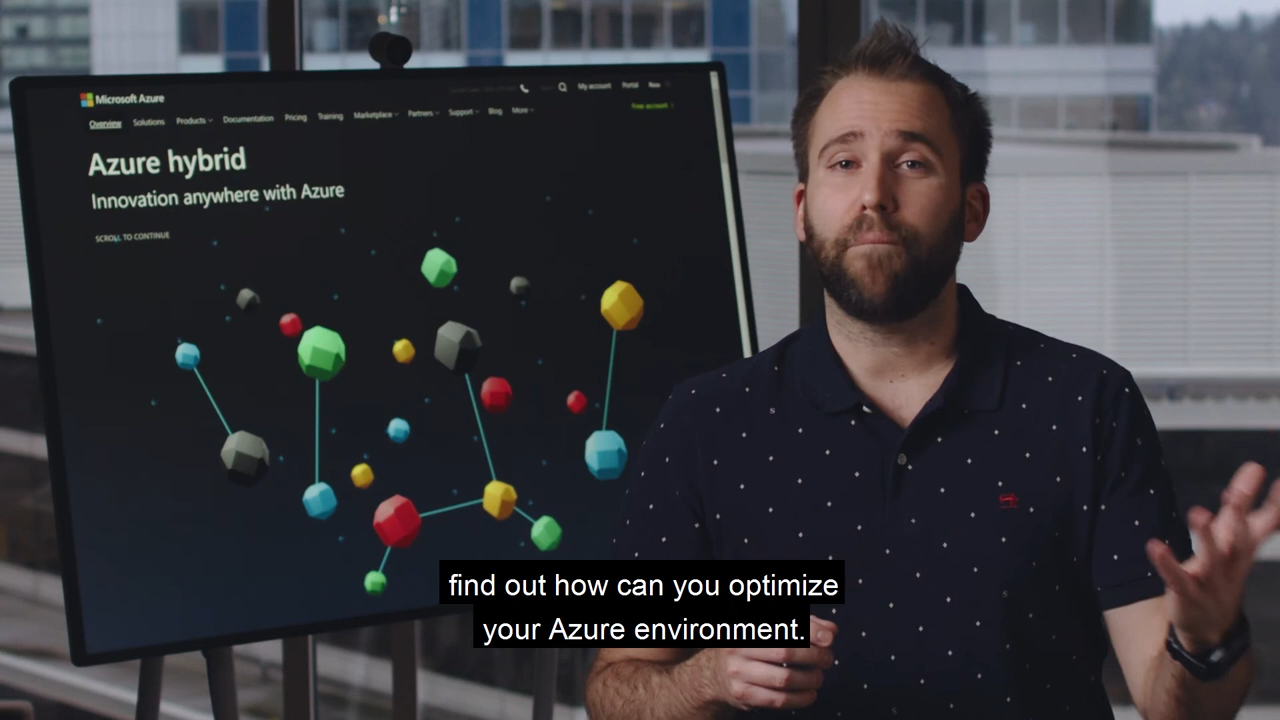 Microsoft Azure
My account Portal
Free account
Overview Solutions Products Documentation Pricing Training Marketplace Partners Support Blog More
Azure hybrid
Innovation anywhere with Azure
SCROLL TO CONTINUE
find out how can you optimize
your Azure environment.